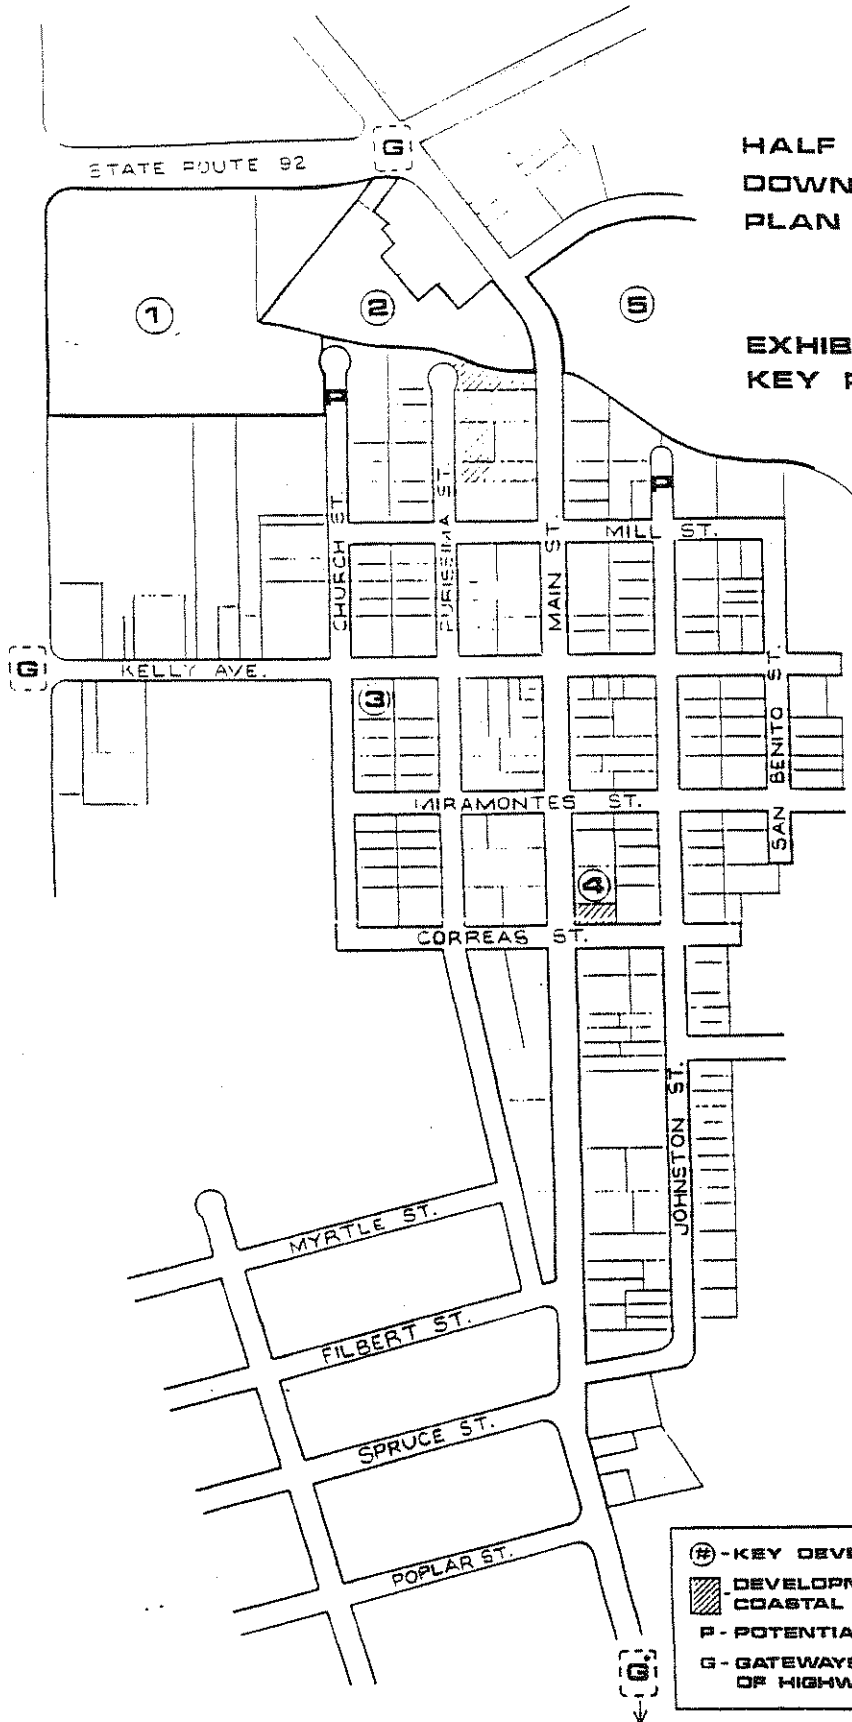 HALF
DOWN
PLAN
G
STATE ROUTE 92
1
2
5
EXHIB
KEY P
P
P
CHURCH ST.
PURISSIMA ST.
MAIN ST.
MILL ST.
G
KELLY AVE.
3
SAN BENITO ST.
MIRAMONTES ST.
4
CORREAS ST.
JOHNSTON ST.
MYRTLE ST.
FILBERT ST.
SPRUCE ST.
POPLAR ST.
G
# - KEY DEVE
- DEVELOPN
COASTAL
P - POTENTIA
G - GATEWAYS
OF HIGHW